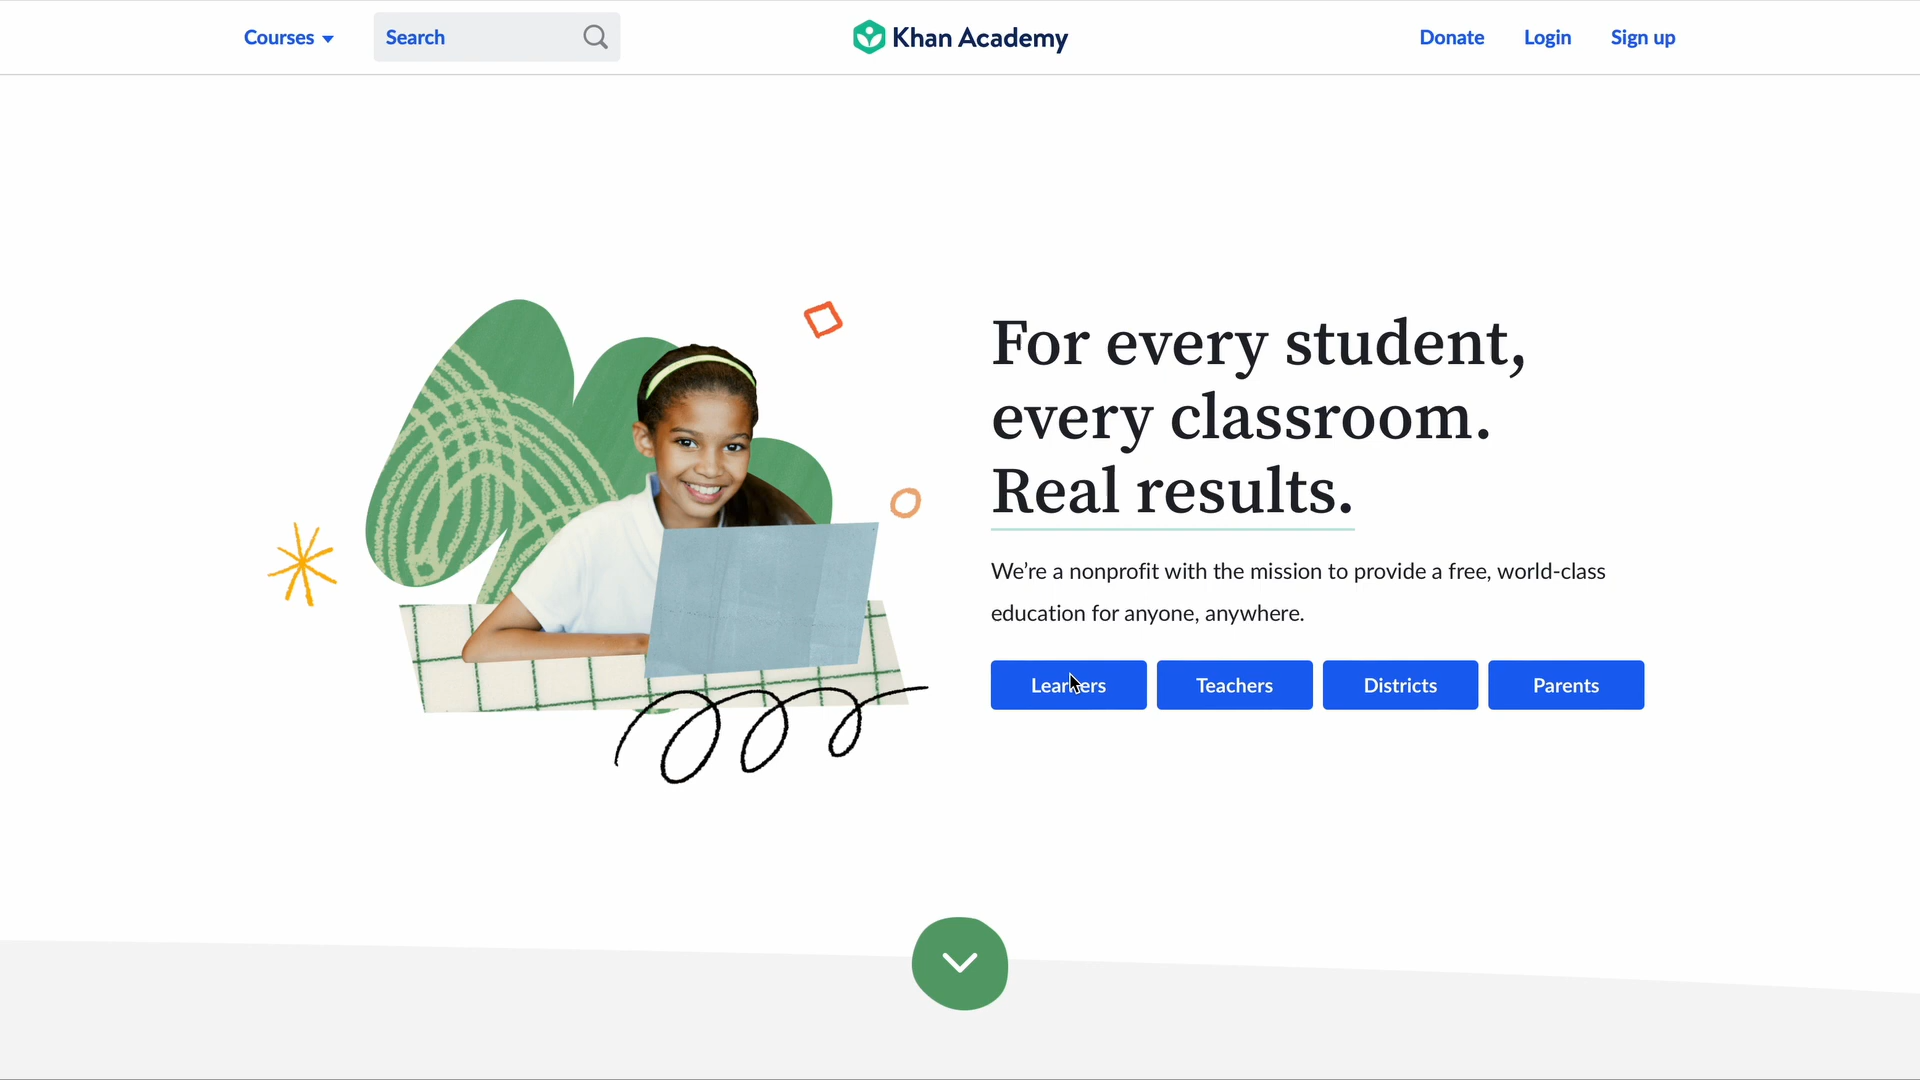 Courses
Search
Khan Academy
Donate
Login
Sign up
For every student,
every classroom.
Real results.
We’re a nonprofit with the mission to provide a free, world-class
education for anyone, anywhere.
Learners
Teachers
Districts
Parents